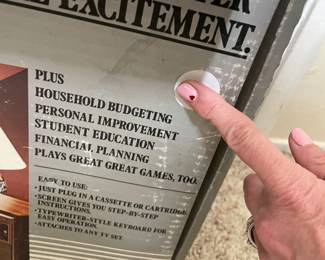 EXCITEMENT.
PLUS
HOUSEHOLD BUDGETING
PERSONAL IMPROVEMENT
STUDENT EDUCATION
FINANCIAL PLANNING
PLAYS GREAT GREAT GAMES, TOO.
EASY TO USE:
• JUST PLUG IN A CASSETTE OR CARTRIDGE.
• SCREEN GIVES YOU STEP-BY-STEP
INSTRUCTIONS.
• TYPEWRITER-STYLE KEYBOARD FOR
EASY OPERATION.
• ATTACHES TO ANY TV SET.